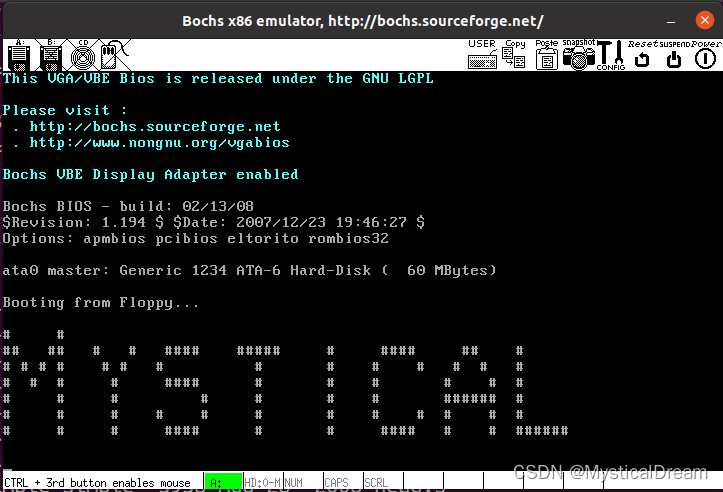 Bochs x86 emulator, http://bochs.sourceforge.net/
A: B: CD USER Copy Paste snapshot CONFIG Reset SUSPEND Power
This VGA/VBE Bios is released under the GNU LGPL
Please visit :
. http://bochs.sourceforge.net
. http://www.nongnu.org/vgabios
Bochs VBE Display Adapter enabled
Bochs BIOS - build: 02/13/08
$Revision: 1.194 $ $Date: 2007/12/23 19:46:27 $
Options: apmbios pcibios eltorito rombios32
ata0 master: Generic 1234 ATA-6 Hard-Disk (  60 MBytes)
Booting from Floppy...
MYSTICAL
CTRL + 3rd button enables mouse A: HD:0-M NUM CAPS SCRL
CSDN @MysticalDream